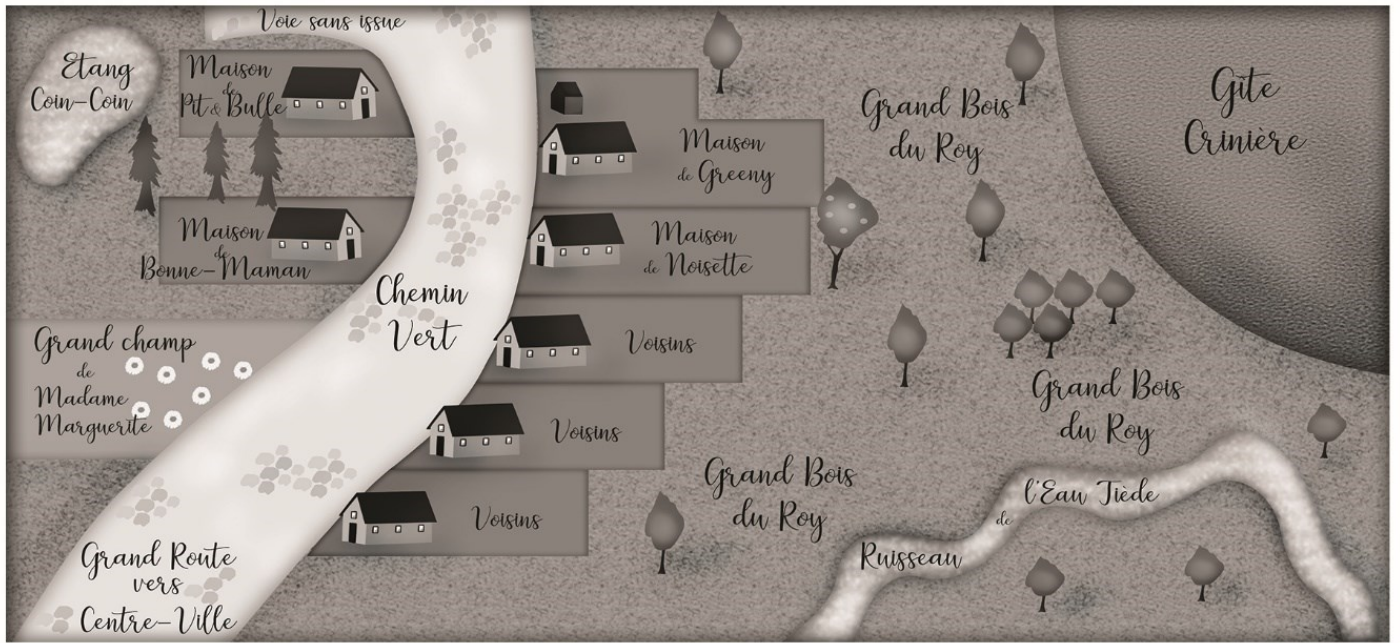 Voie sans issue
Etang
Coin-Coin
Maison
de
Pit & Bulle
Maison
de Greeny
Grand Bois
du Roy
Gîte
Crinière
Maison
de
Bonne-Maman
Maison
de Noisette
Chemin
Vert
Grand champ
de
Madame
Marguerite
Voisins
Voisins
Voisins
Grand Bois
du Roy
Grand Bois
du Roy
Ruisseau
de
l'Eau Tiède
Grand Route
vers
Centre-Ville